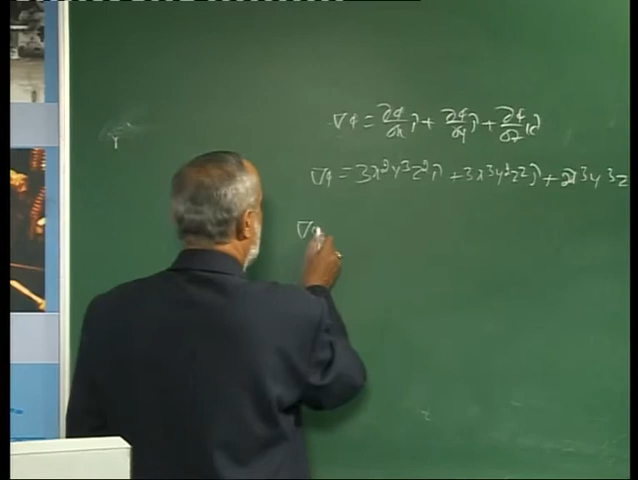 ∇φ = ∂φ/∂x î + ∂φ/∂y ĵ + ∂φ/∂z k̂
∇φ = 3x²y³z² î + 3x³y²z² ĵ + 2x³y³z
∇